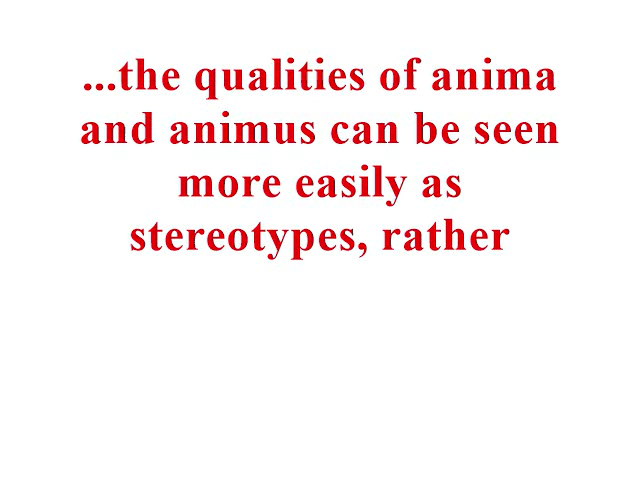 ...the qualities of anima
and animus can be seen
more easily as
stereotypes, rather